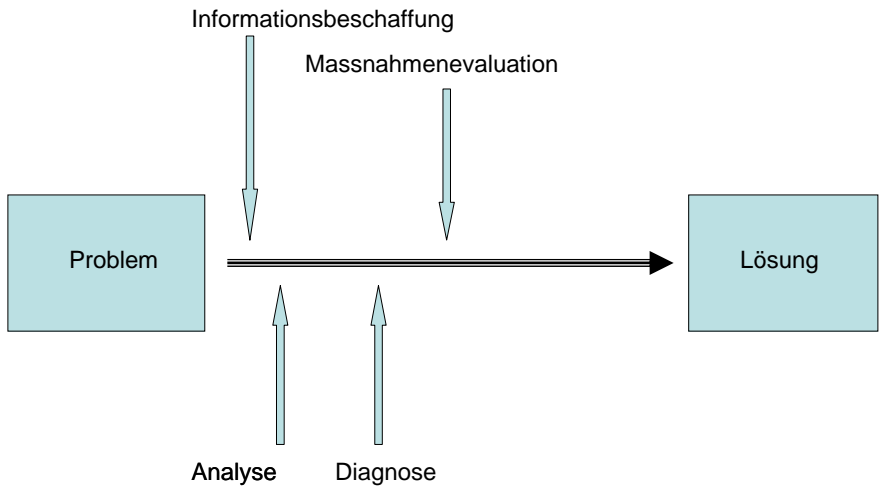 Informationsbeschaffung
Massnahmenevaluation
Problem
Lösung
Analyse
Diagnose